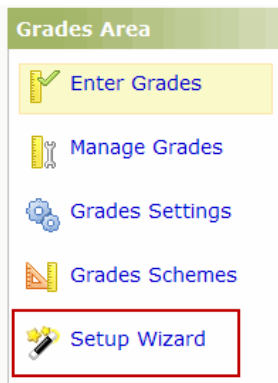 Grades Area
Enter Grades
Manage Grades
Grades Settings
Grades Schemes
Setup Wizard